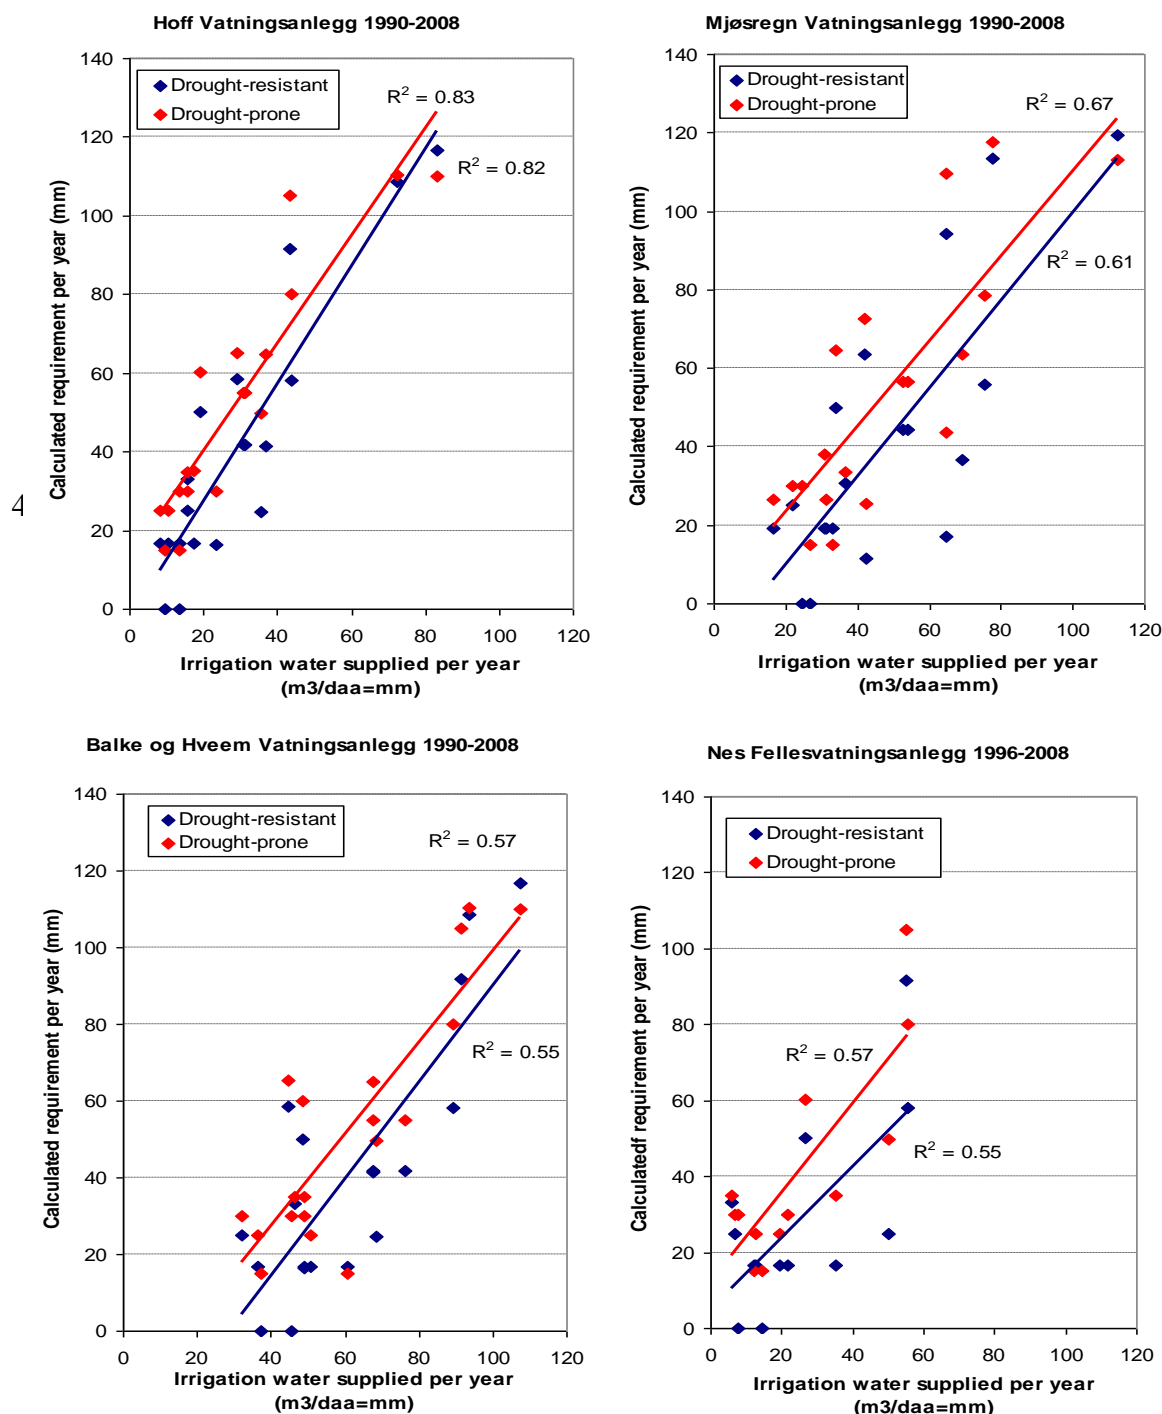 Hoff Vatningsanlegg 1990-2008
140
120
100
80
60
40
20
0
Calculated requirement per year (mm)
Drought-resistant
Drought-prone
R² = 0.83
R² = 0.82
0 20 40 60 80 100 120
Irrigation water supplied per year
(m3/daa=mm)
Mjøsregn Vatningsanlegg 1990-2008
140
120
100
80
60
40
20
0
Calculated requirement per year (mm)
Drought-resistant
Drought-prone
R² = 0.67
R² = 0.61
0 20 40 60 80 100 120
Irrigation water supplied per year
(m3/daa=mm)
4
Balke og Hveem Vatningsanlegg 1990-2008
140
120
100
80
60
40
20
0
Calculated requirement per year (mm)
Drought-resistant
Drought-prone
R² = 0.57
R² = 0.55
0 20 40 60 80 100 120
Irrigation water supplied per year
(m3/daa=mm)
Nes Fellesvatningsanlegg 1996-2008
140
120
100
80
60
40
20
0
Calculatedf requirement per year (mm)
Drought-resistant
Drought-prone
R² = 0.57
R² = 0.55
0 20 40 60 80 100 120
Irrigation water supplied per year
(m3/daa=mm)